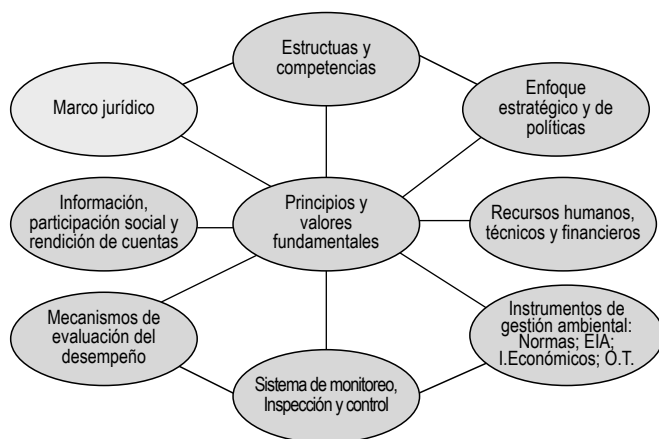 Estructuas y
competencias
Marco jurídico
Enfoque
estratégico y de
políticas
Información,
participación social y
rendición de cuentas
Principios y
valores
fundamentales
Recursos humanos,
técnicos y financieros
Mecanismos de
evaluación del
desempeño
Sistema de monitoreo,
Inspección y control
Instrumentos de
gestión ambiental:
Normas; EIA;
I.Económicos; O.T.